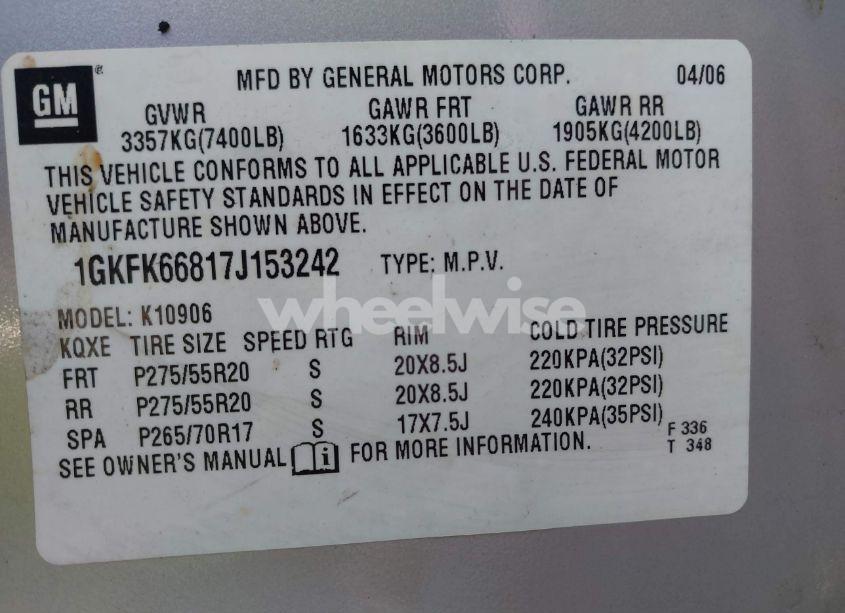 GM ®
MFD BY GENERAL MOTORS CORP. 04/06
GVWR GAWR FRT GAWR RR
3357KG(7400LB) 1633KG(3600LB) 1905KG(4200LB)
THIS VEHICLE CONFORMS TO ALL APPLICABLE U.S. FEDERAL MOTOR
VEHICLE SAFETY STANDARDS IN EFFECT ON THE DATE OF
MANUFACTURE SHOWN ABOVE.
1GKFK66817J153242 TYPE: M.P.V.
wheelwise
MODEL: K10906
KQXE TIRE SIZE SPEED RTG RIM COLD TIRE PRESSURE
FRT P275/55R20 S 20X8.5J 220KPA(32PSI)
RR P275/55R20 S 20X8.5J 220KPA(32PSI)
SPA P265/70R17 S 17X7.5J 240KPA(35PSI) F 336
SEE OWNER'S MANUAL i FOR MORE INFORMATION. T 348